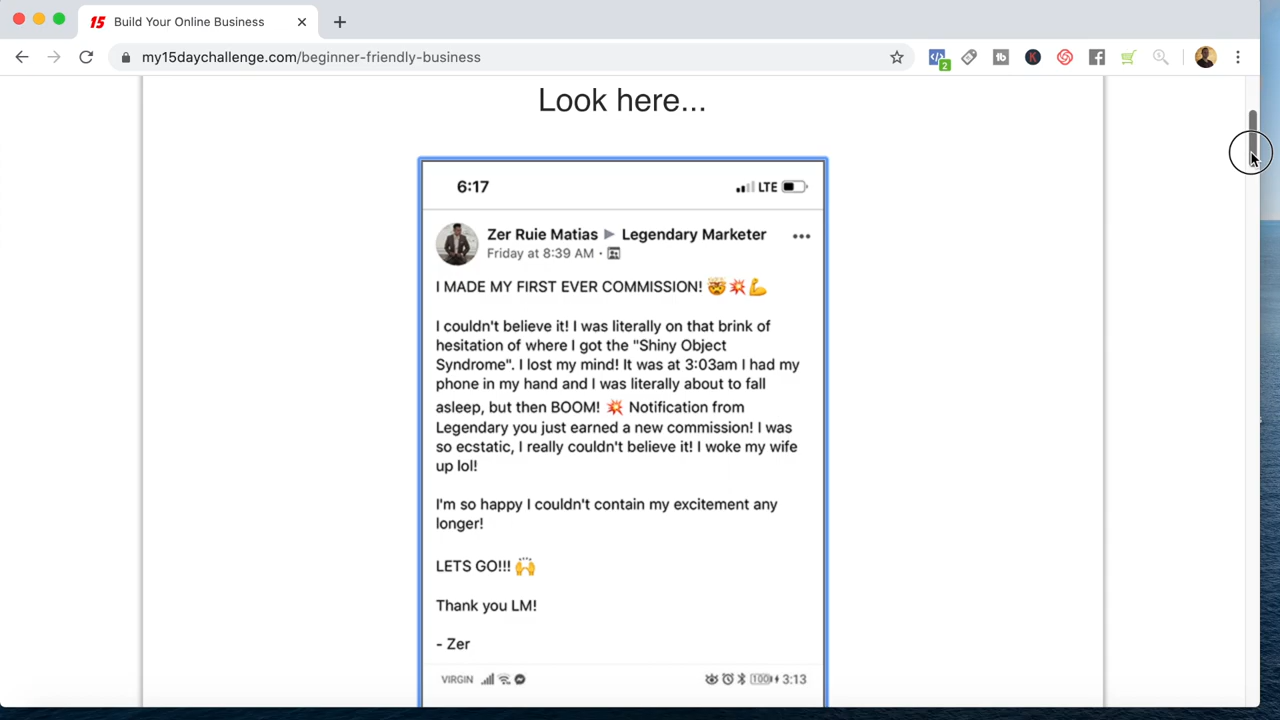 15 Build Your Online Business
my15daychallenge.com/beginner-friendly-business
2
tb
K
Look here...
6:17
LTE
Zer Ruie Matias ▶ Legendary Marketer
Friday at 8:39 AM ·
I MADE MY FIRST EVER COMMISSION! 🤯💥💪
I couldn't believe it! I was literally on that brink of
hesitation of where I got the "Shiny Object
Syndrome". I lost my mind! It was at 3:03am I had my
phone in my hand and I was literally about to fall
asleep, but then BOOM! 💥 Notification from
Legendary you just earned a new commission! I was
so ecstatic, I really couldn't believe it! I woke my wife
up lol!
I'm so happy I couldn't contain my excitement any
longer!
LETS GO!!! 🙌
Thank you LM!
- Zer
VIRGIN 100 3:13